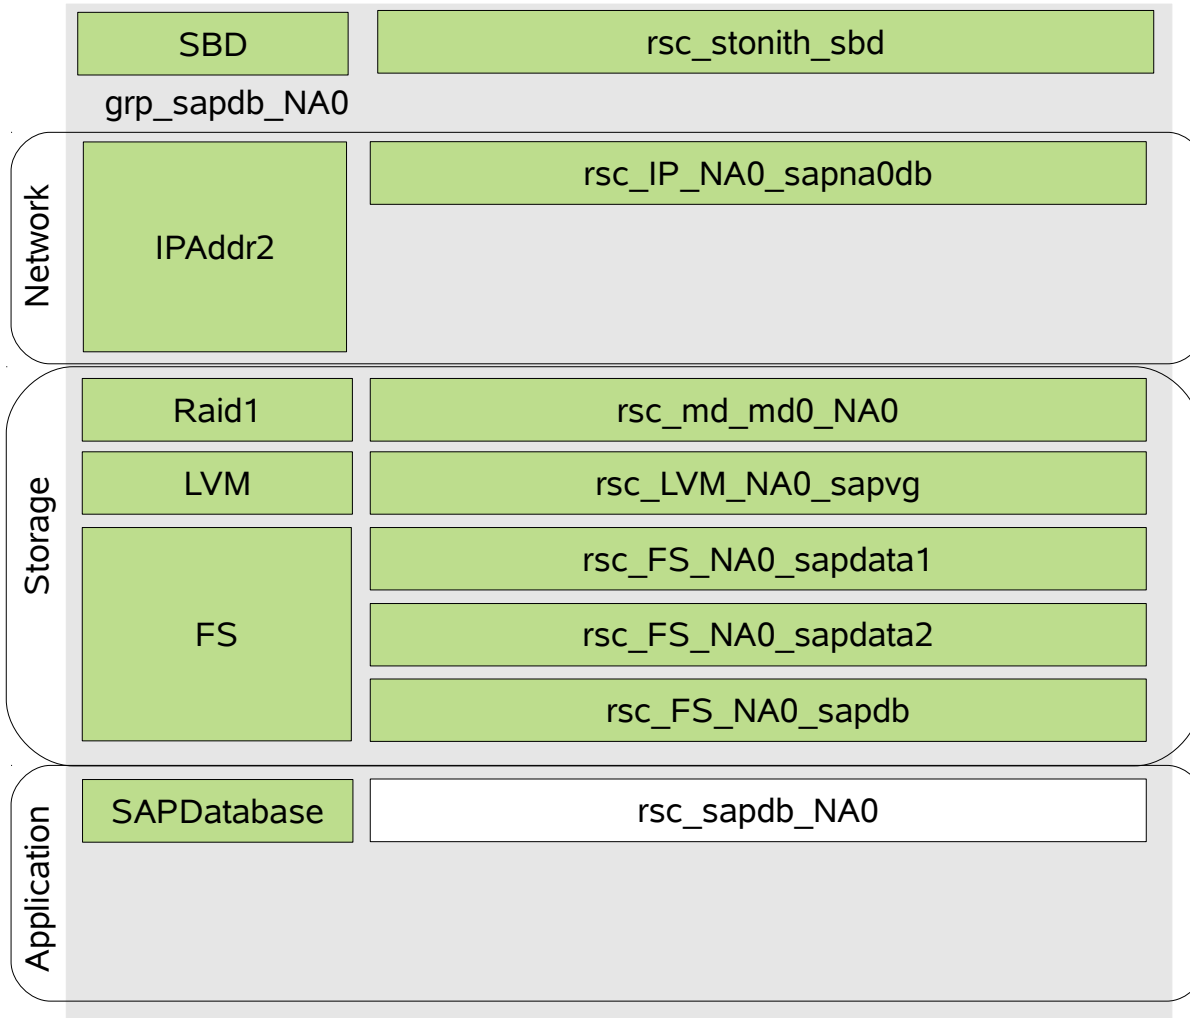 SBD
rsc_stonith_sbd
grp_sapdb_NA0
Network
IPAddr2
rsc_IP_NA0_sapna0db
Storage
Raid1
rsc_md_md0_NA0
LVM
rsc_LVM_NA0_sapvg
FS
rsc_FS_NA0_sapdata1
rsc_FS_NA0_sapdata2
rsc_FS_NA0_sapdb
Application
SAPDatabase
rsc_sapdb_NA0